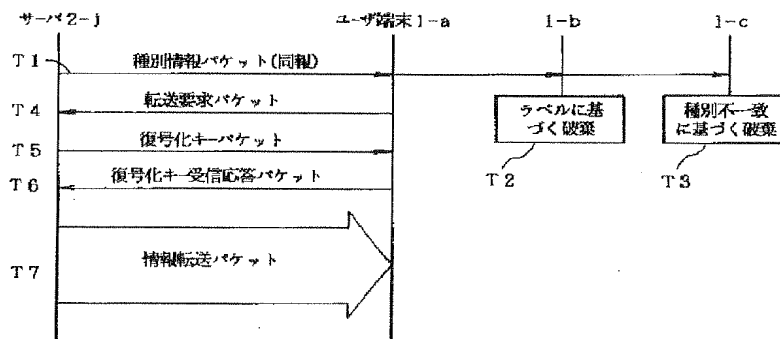 サーバ2-j
ユーザ端末1-a
1-b
1-c
T1
種別情報パケット(同報)
T4
転送要求パケット
ラベルに基
づく破棄
種別不一致
に基づく破棄
T5
復号化キーパケット
T2
T3
T6
復号化キー受信応答パケット
T7
情報転送パケット